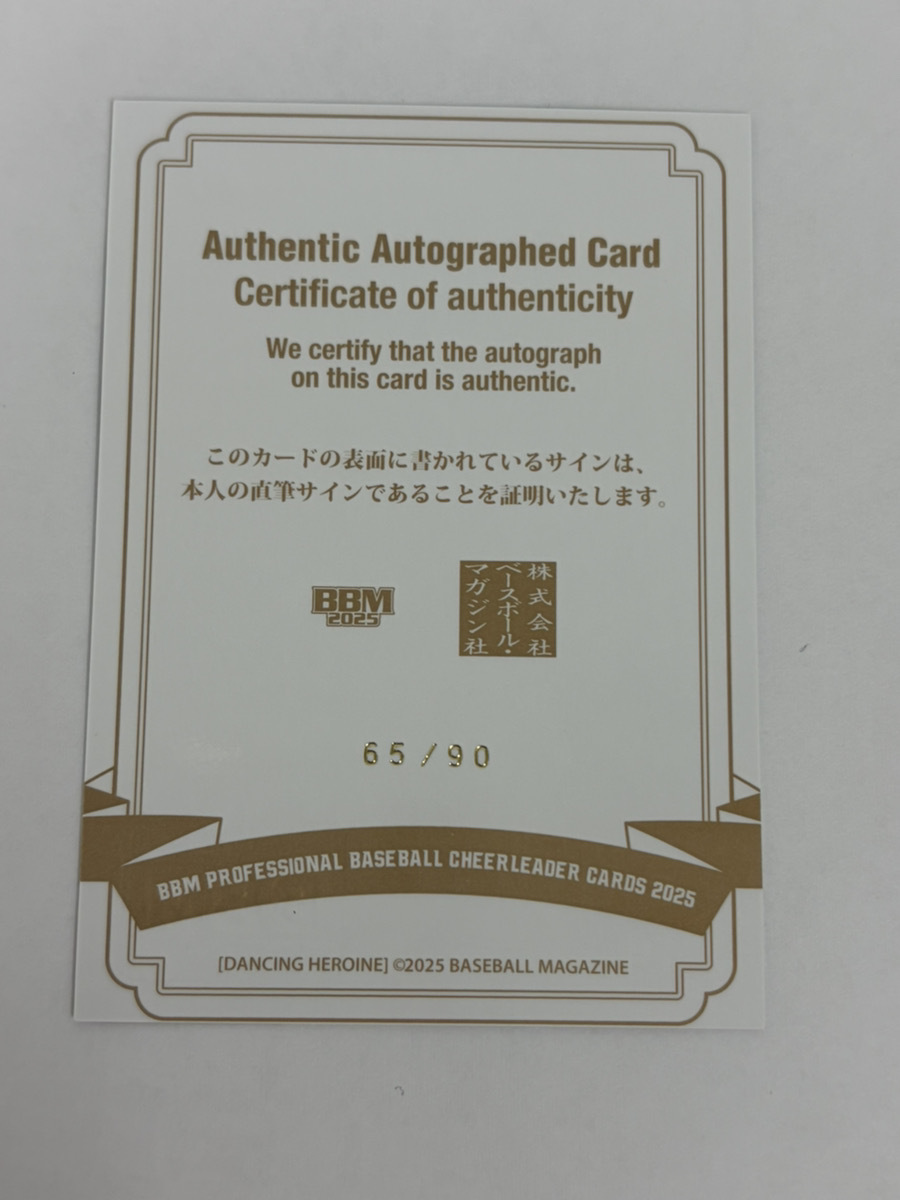 Authentic Autographed Card
Certificate of authenticity
We certify that the autograph
on this card is authentic.
このカードの表面に書かれているサインは、
本人の直筆サインであることを証明いたします。
BBM
2025
株式会社
ベースボール・
マガジン社
65/90
BBM PROFESSIONAL BASEBALL CHEERLEADER CARDS 2025
[DANCING HEROINE] ©2025 BASEBALL MAGAZINE